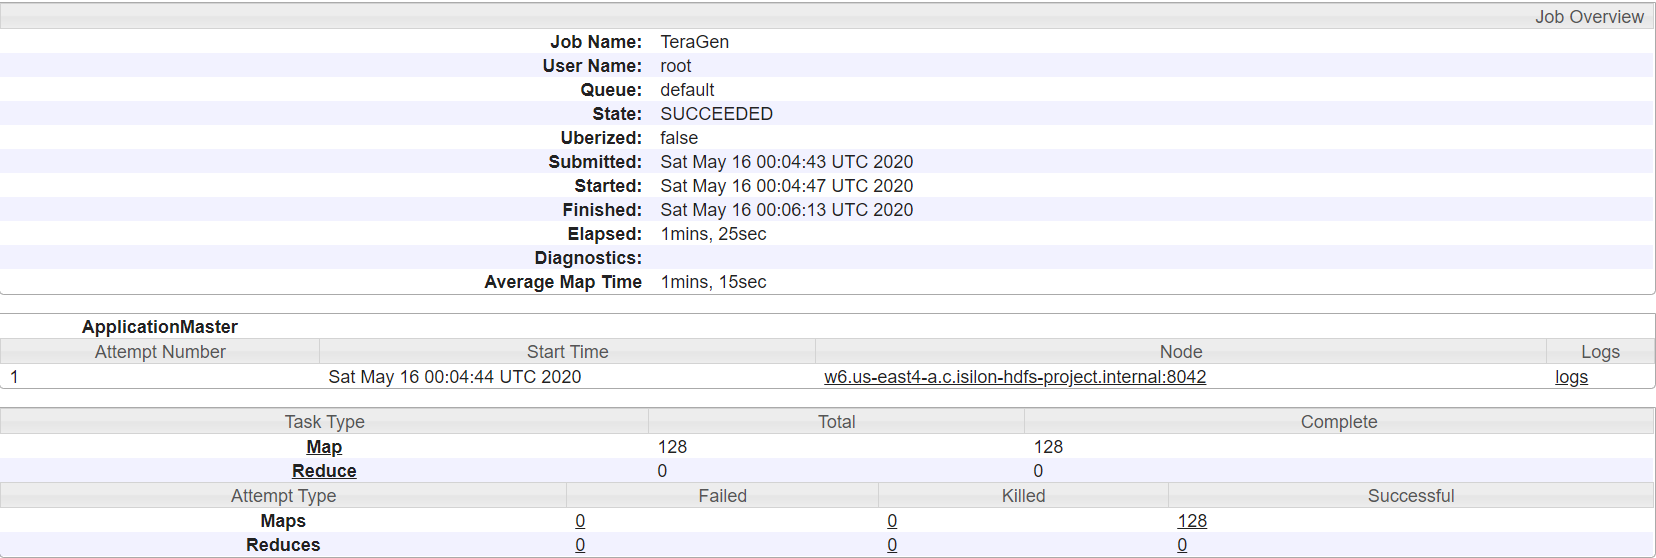 Job Overview
Job Name: TeraGen
User Name: root
Queue: default
State: SUCCEEDED
Uberized: false
Submitted: Sat May 16 00:04:43 UTC 2020
Started: Sat May 16 00:04:47 UTC 2020
Finished: Sat May 16 00:06:13 UTC 2020
Elapsed: 1mins, 25sec
Diagnostics:
Average Map Time 1mins, 15sec
ApplicationMaster
Attempt Number Start Time Node Logs
1 Sat May 16 00:04:44 UTC 2020 w6.us-east4-a.c.isilon-hdfs-project.internal:8042 logs
Task Type Total Complete
Map 128 128
Reduce 0 0
Attempt Type Failed Killed Successful
Maps 0 0 128
Reduces 0 0 0